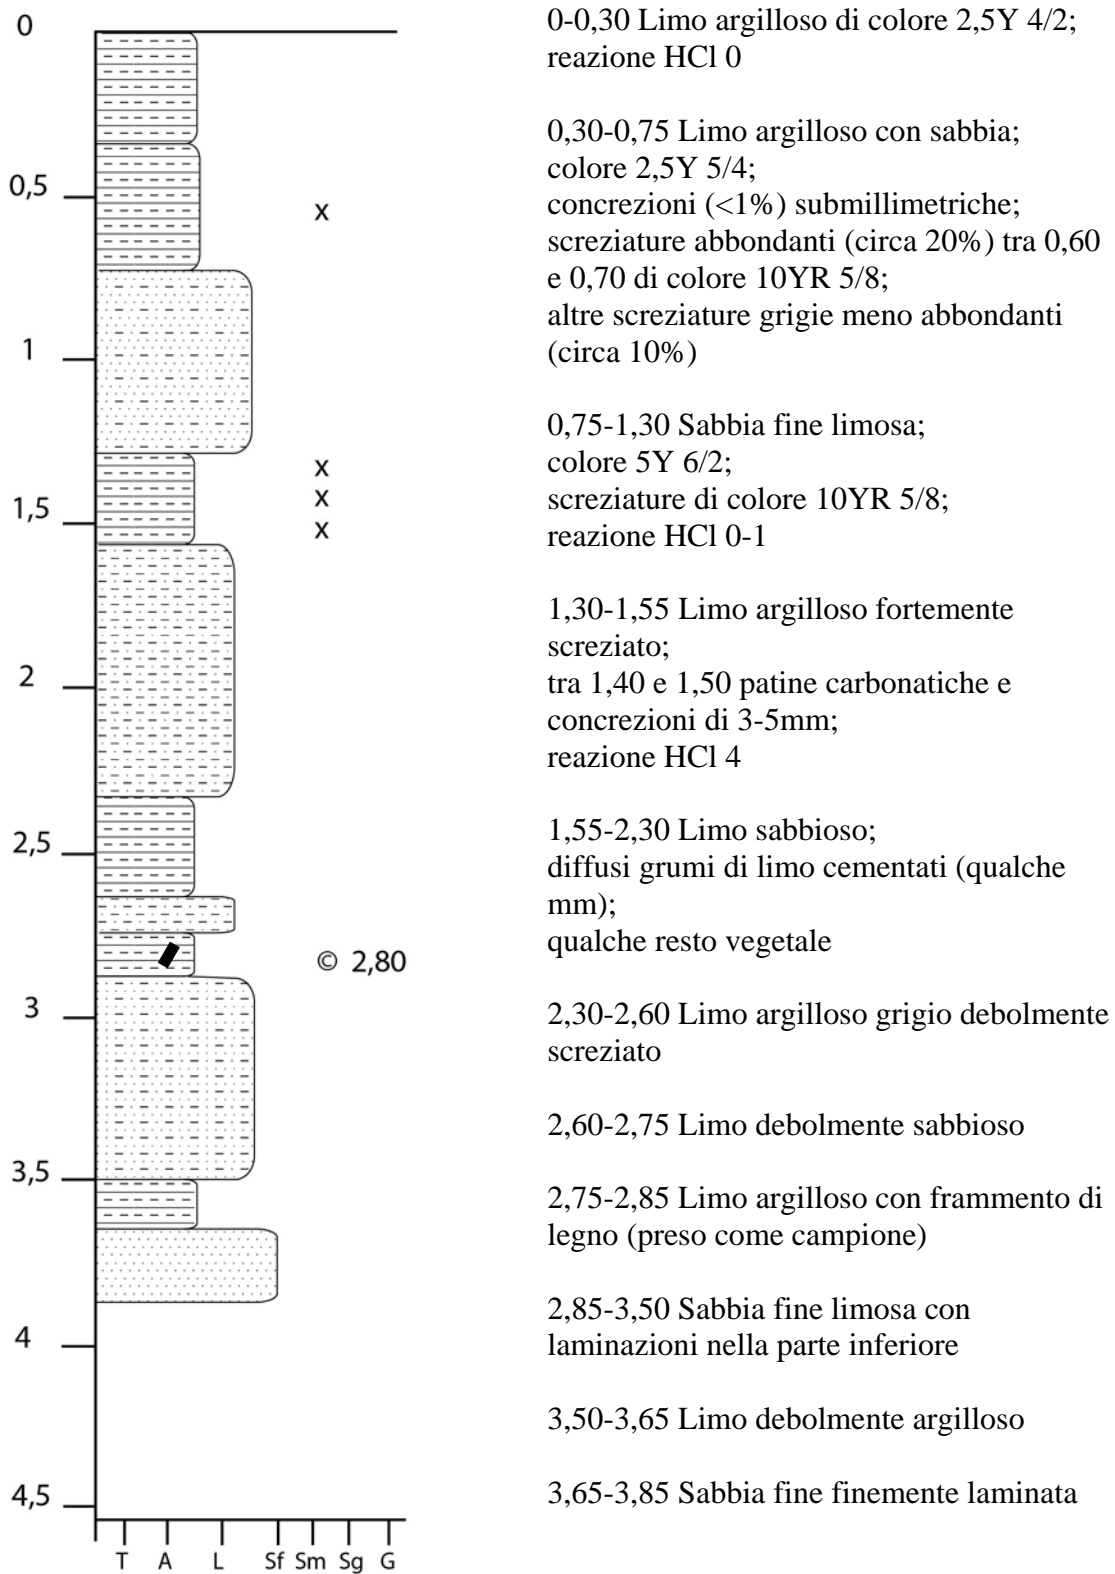 0
0,5
x
1
x
x
1,5
x
2
2,5
© 2,80
3
3,5
4
4,5
T A L Sf Sm Sg G
0-0,30 Limo argilloso di colore 2,5Y 4/2;
reazione HCl 0
0,30-0,75 Limo argilloso con sabbia;
colore 2,5Y 5/4;
concrezioni (<1%) submillimetriche;
screziature abbondanti (circa 20%) tra 0,60
e 0,70 di colore 10YR 5/8;
altre screziature grigie meno abbondanti
(circa 10%)
0,75-1,30 Sabbia fine limosa;
colore 5Y 6/2;
screziature di colore 10YR 5/8;
reazione HCl 0-1
1,30-1,55 Limo argilloso fortemente
screziato;
tra 1,40 e 1,50 patine carbonatiche e
concrezioni di 3-5mm;
reazione HCl 4
1,55-2,30 Limo sabbioso;
diffusi grumi di limo cementati (qualche
mm);
qualche resto vegetale
2,30-2,60 Limo argilloso grigio debolmente
screziato
2,60-2,75 Limo debolmente sabbioso
2,75-2,85 Limo argilloso con frammento di
legno (preso come campione)
2,85-3,50 Sabbia fine limosa con
laminazioni nella parte inferiore
3,50-3,65 Limo debolmente argilloso
3,65-3,85 Sabbia fine finemente laminata